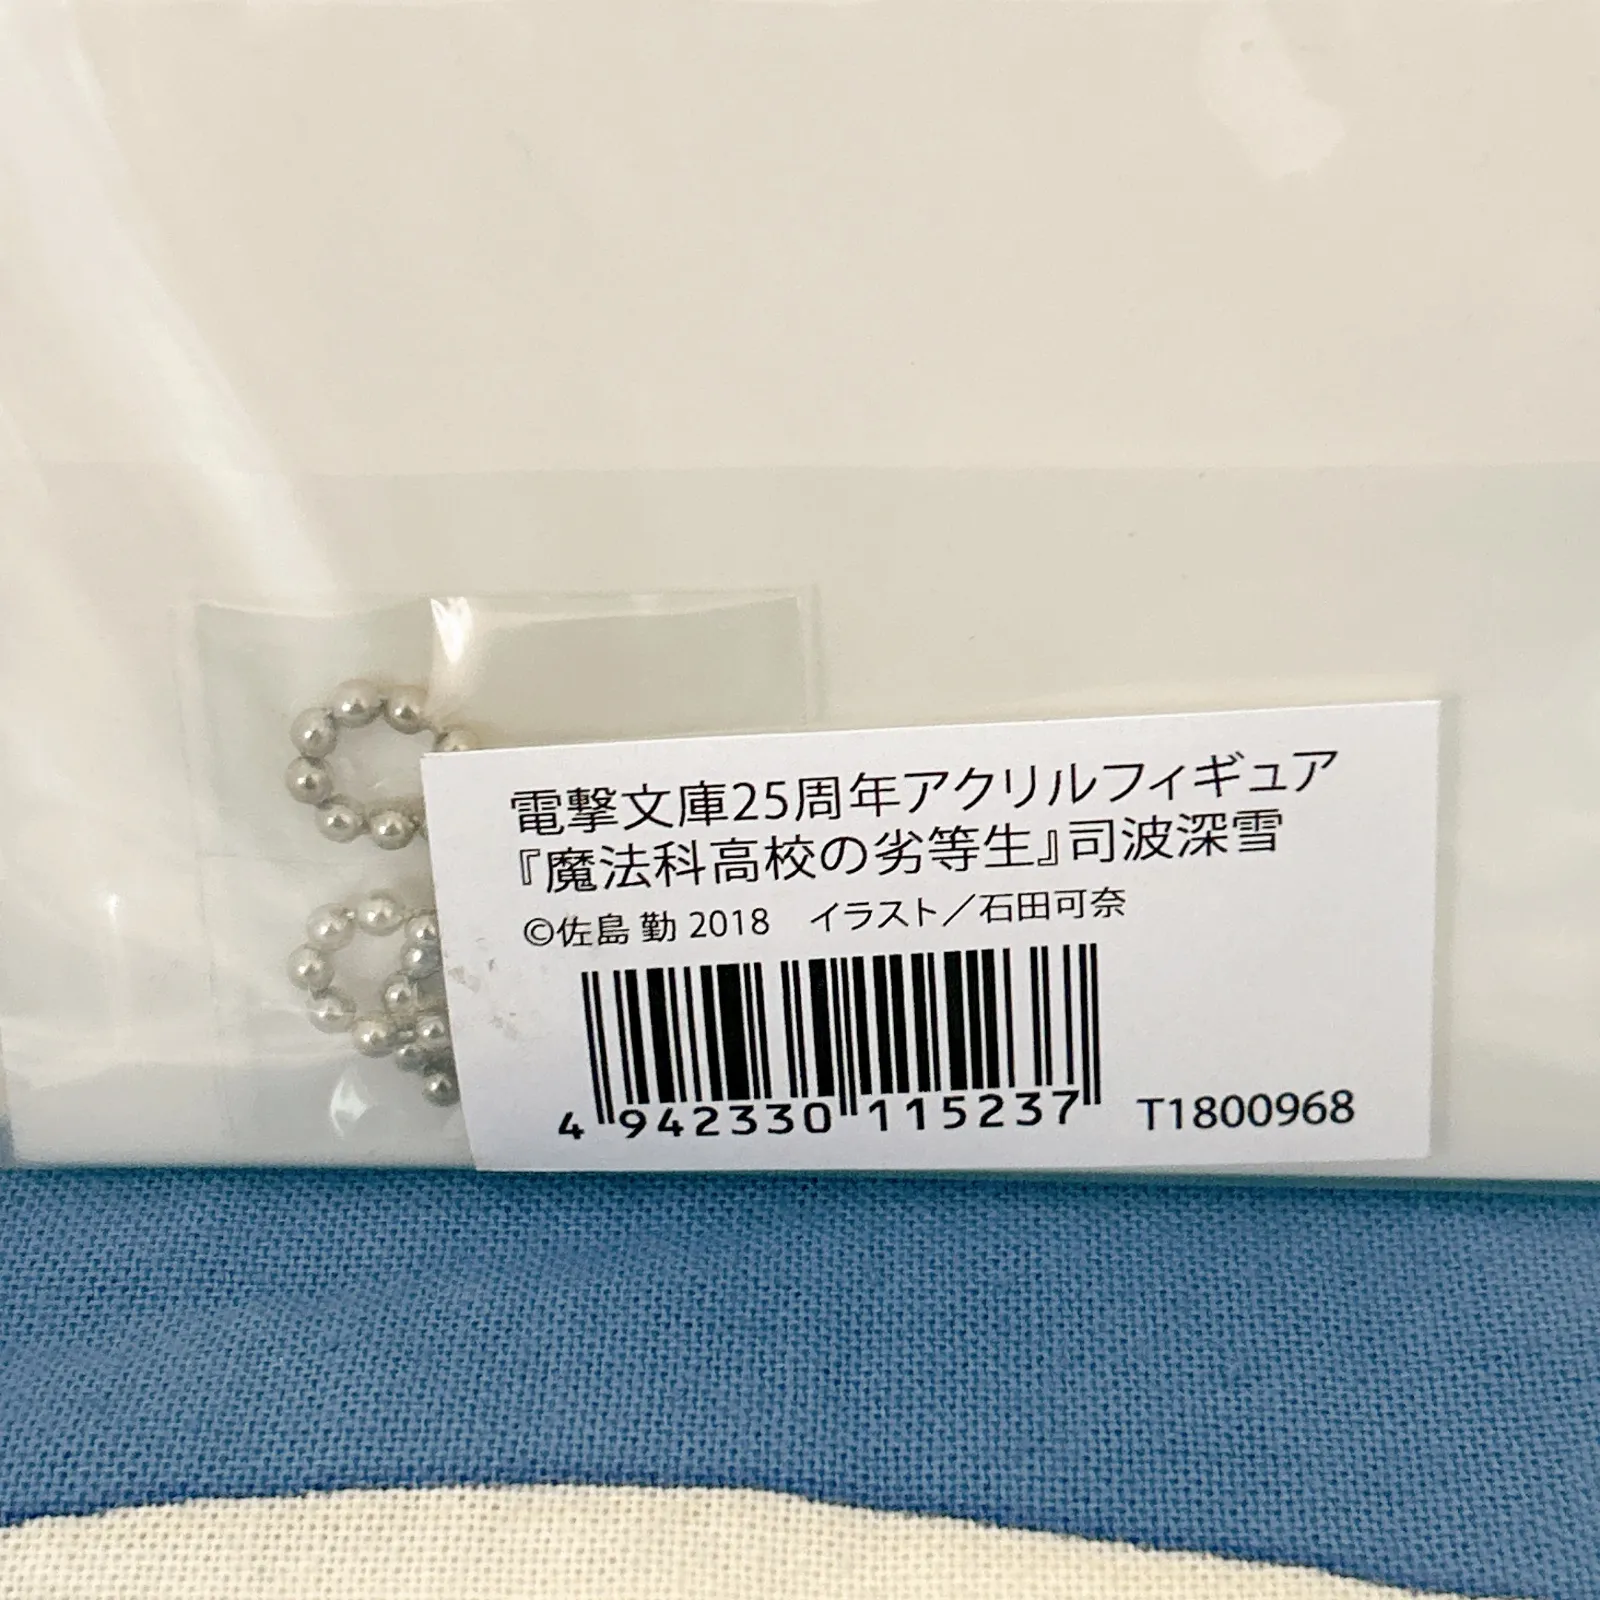 電撃文庫25周年アクリルフィギュア
『魔法科高校の劣等生』司波深雪
©佐島 勤 2018　イラスト／石田可奈
4 942330 115237 T1800968